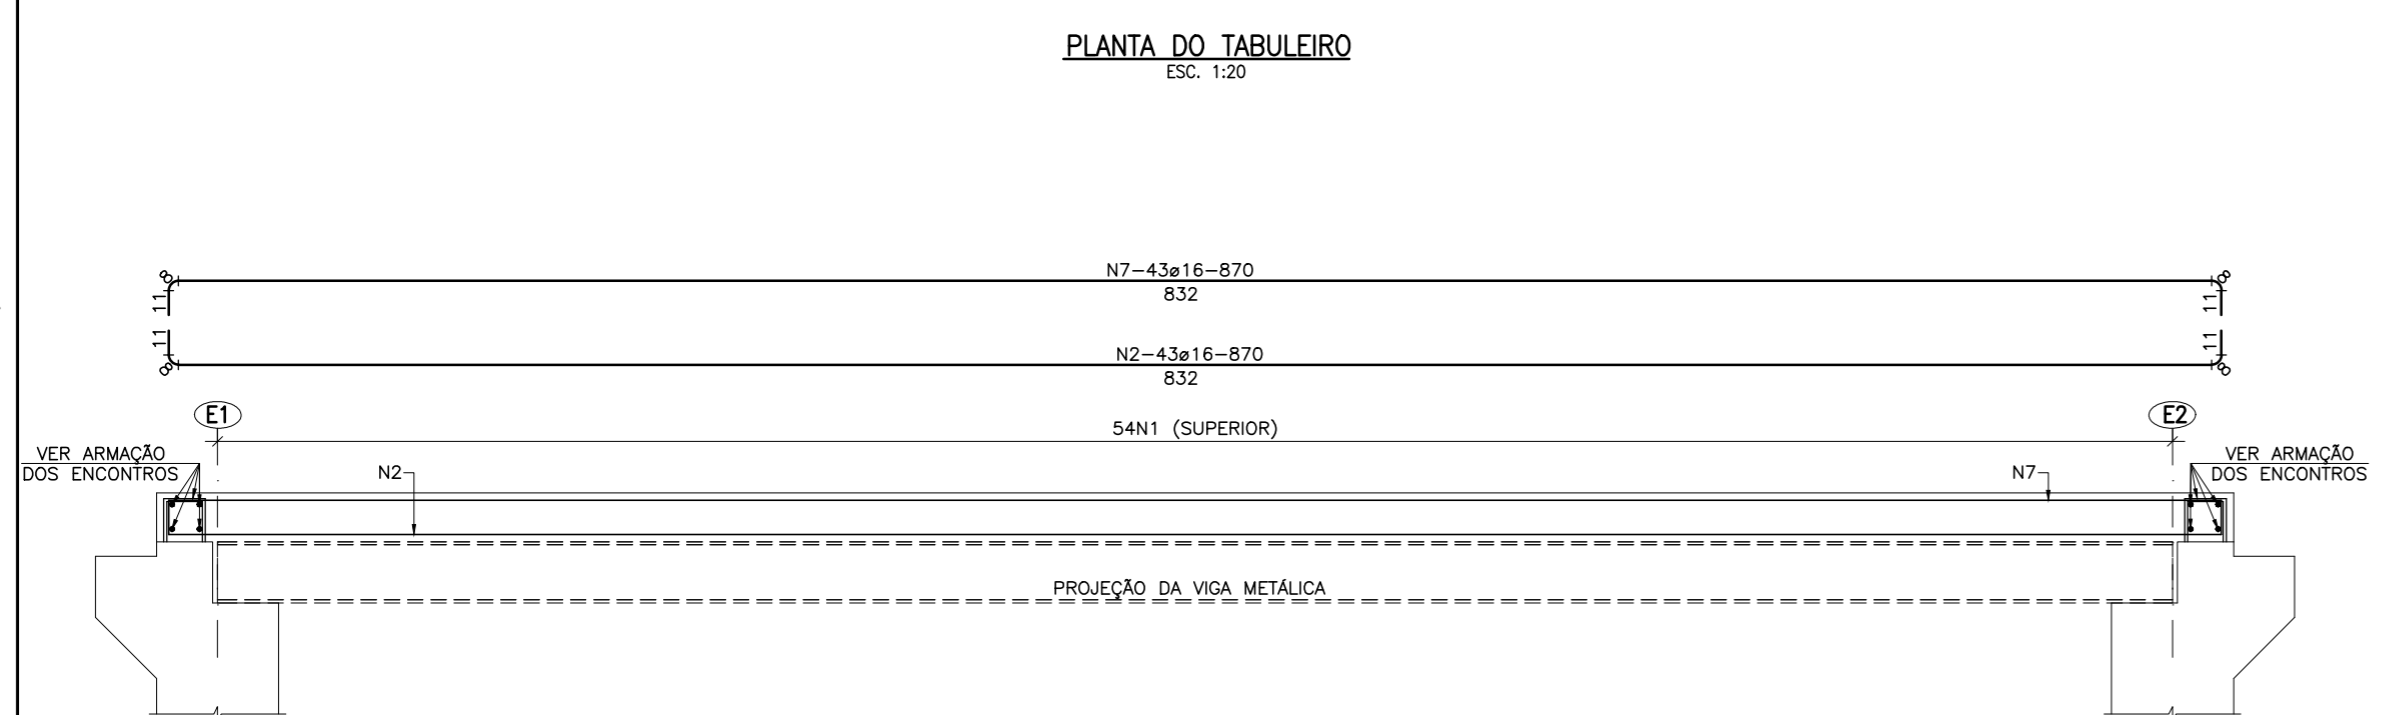 PLANTA DO TABULEIRO
ESC. 1:20
N7-43ø16-870
8
8
832
11
11
11
11
N2-43ø16-870
8
8
832
E1
E2
54N1 (SUPERIOR)
VER ARMAÇÃO
DOS ENCONTROS
N2
N7
VER ARMAÇÃO
DOS ENCONTROS
PROJEÇÃO DA VIGA METÁLICA